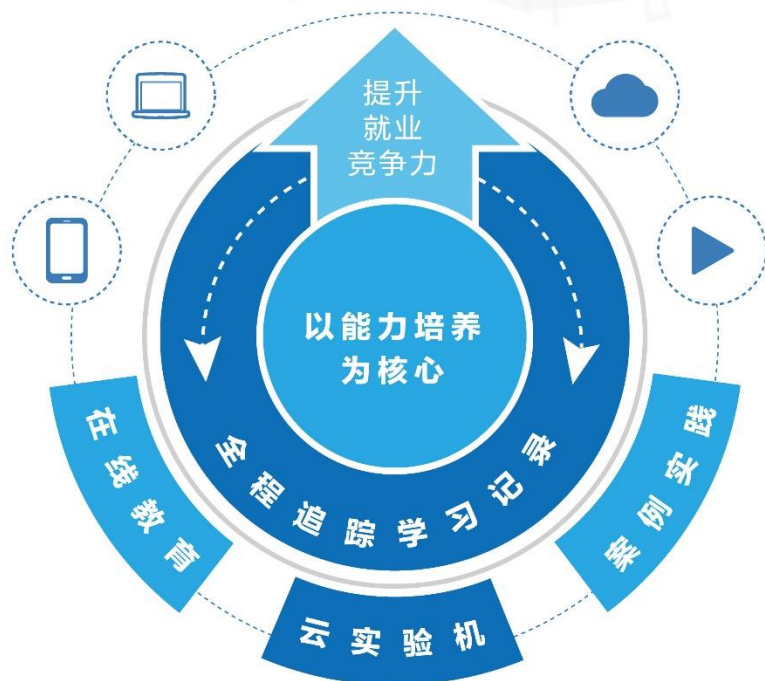 提升
就业
竞争力
以能力培养
为核心
全程追踪学习记录
在线教育
云实验机
案例实践